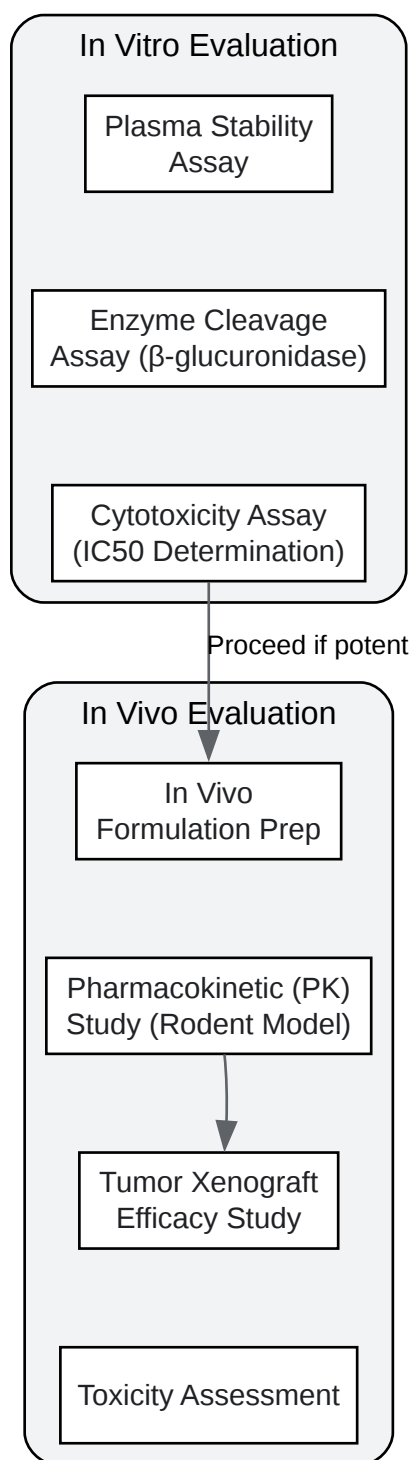 In Vitro Evaluation
Plasma Stability
Assay
Enzyme Cleavage
Assay (β-glucuronidase)
Cytotoxicity Assay
(IC50 Determination)
Proceed if potent
In Vivo Evaluation
In Vivo
Formulation Prep
Pharmacokinetic (PK)
Study (Rodent Model)
Tumor Xenograft
Efficacy Study
Toxicity Assessment